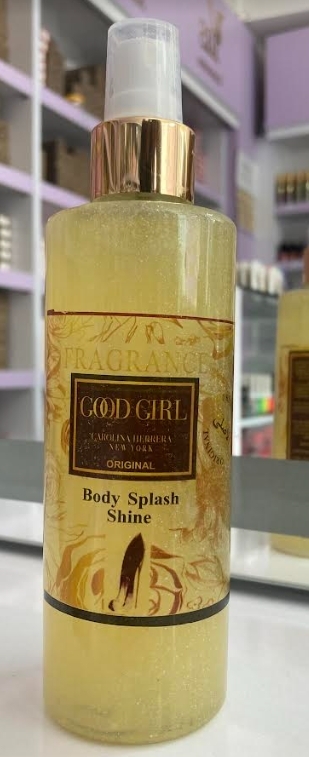 FRAGRANCE
GOOD GIRL
CAROLINA HERRERA
NEW YORK
ORIGINAL
Body Splash
Shine